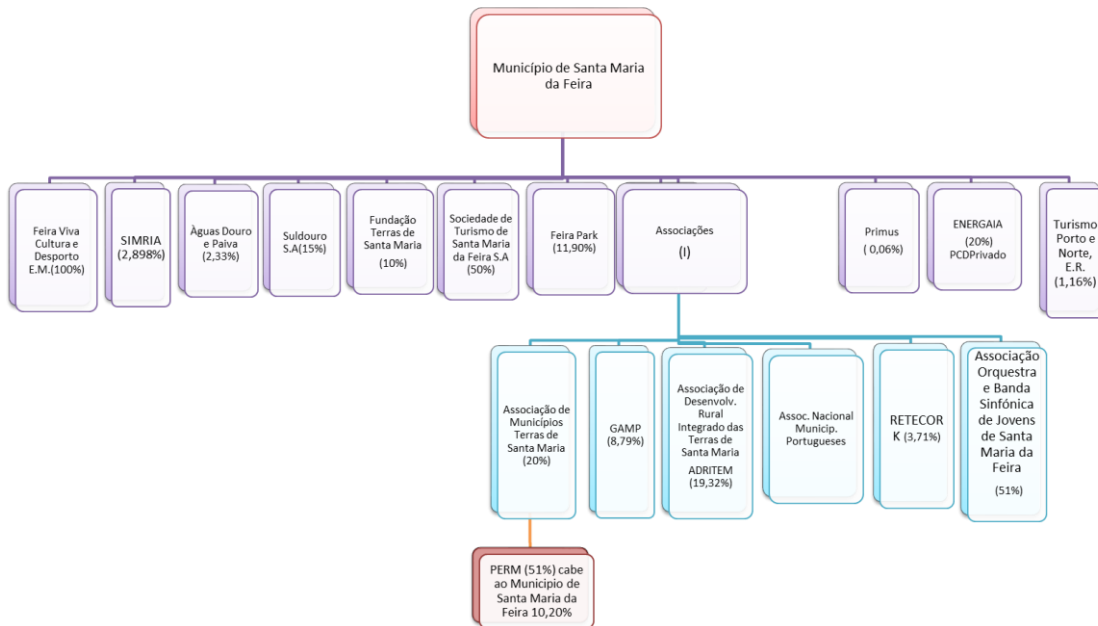 Município de Santa Maria
da Feira
Feira Viva
Cultura e
Desporto
E.M.(100%)
SIMRIA
(2,898%)
Àguas Douro
e Paiva
(2,33%)
Suldouro
S.A(15%)
Fundação
Terras de
Santa Maria
(10%)
Sociedade de
Turismo de
Santa Maria
da Feira S.A
(50%)
Feira Park
(11,90%)
Associações
(I)
Primus
( 0,06%)
ENERGAIA
(20%)
PCDPrivado
Turismo
Porto e
Norte,
E.R.
(1,16%)
Associação de
Municípios
Terras de
Santa Maria
(20%)
GAMP
(8,79%)
Associação de
Desenvolv.
Rural
Integrado das
Terras de
Santa Maria
ADRITEM
(19,32%)
Assoc. Nacional
Municip.
Portugueses
RETECOR
K (3,71%)
Associação
Orquestra
e Banda
Sinfónica
de Jovens
de Santa
Maria da
Feira
(51%)
PERM (51%) cabe
ao Municipio de
Santa Maria da
Feira 10,20%